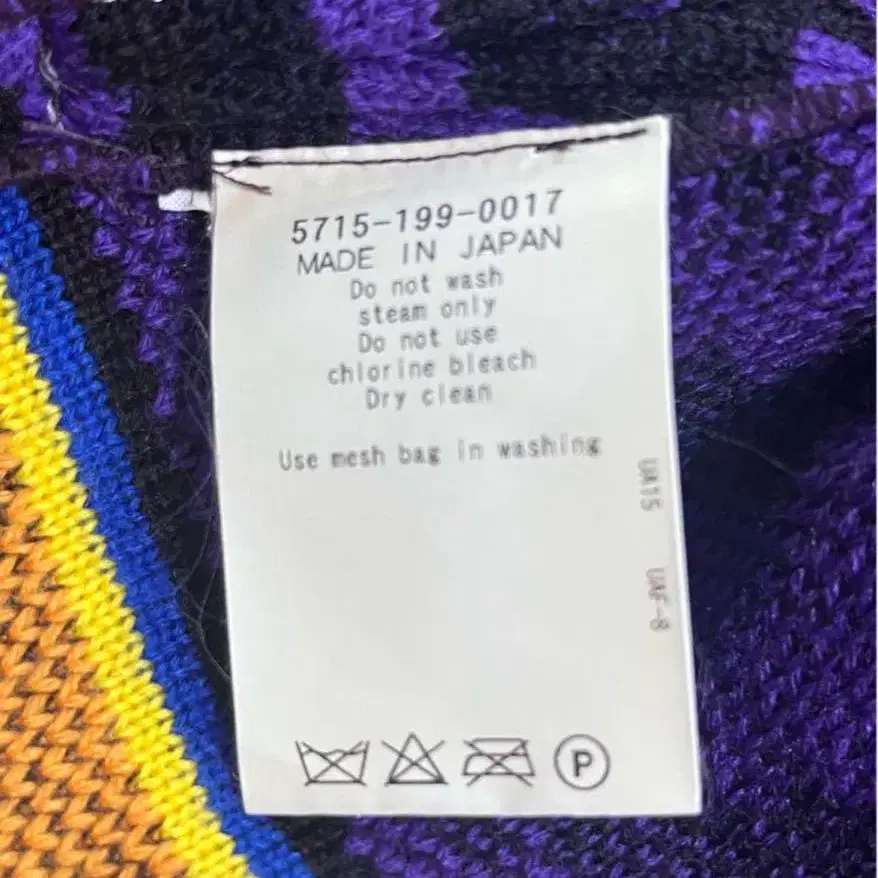 5715-199-0017
MADE IN JAPAN
Do not wash
steam only
Do not use
chlorine bleach
Dry clean
Use mesh bag in washing
UA15 UAF-8
P